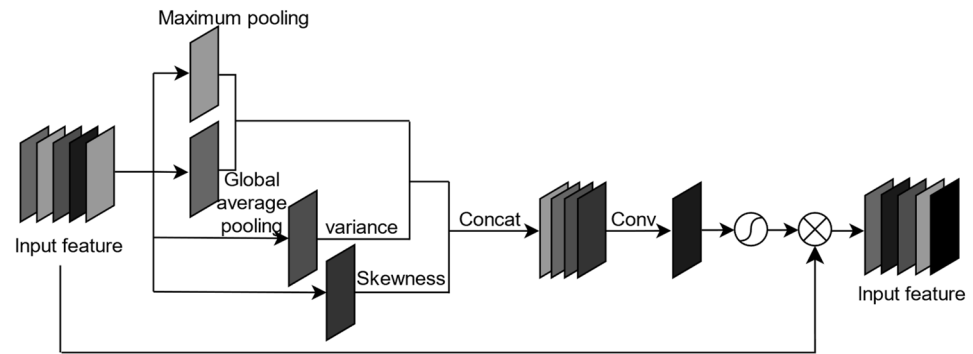 Maximum pooling
Global
average
pooling
variance
Skewness
Input feature
Concat
Conv
Input feature